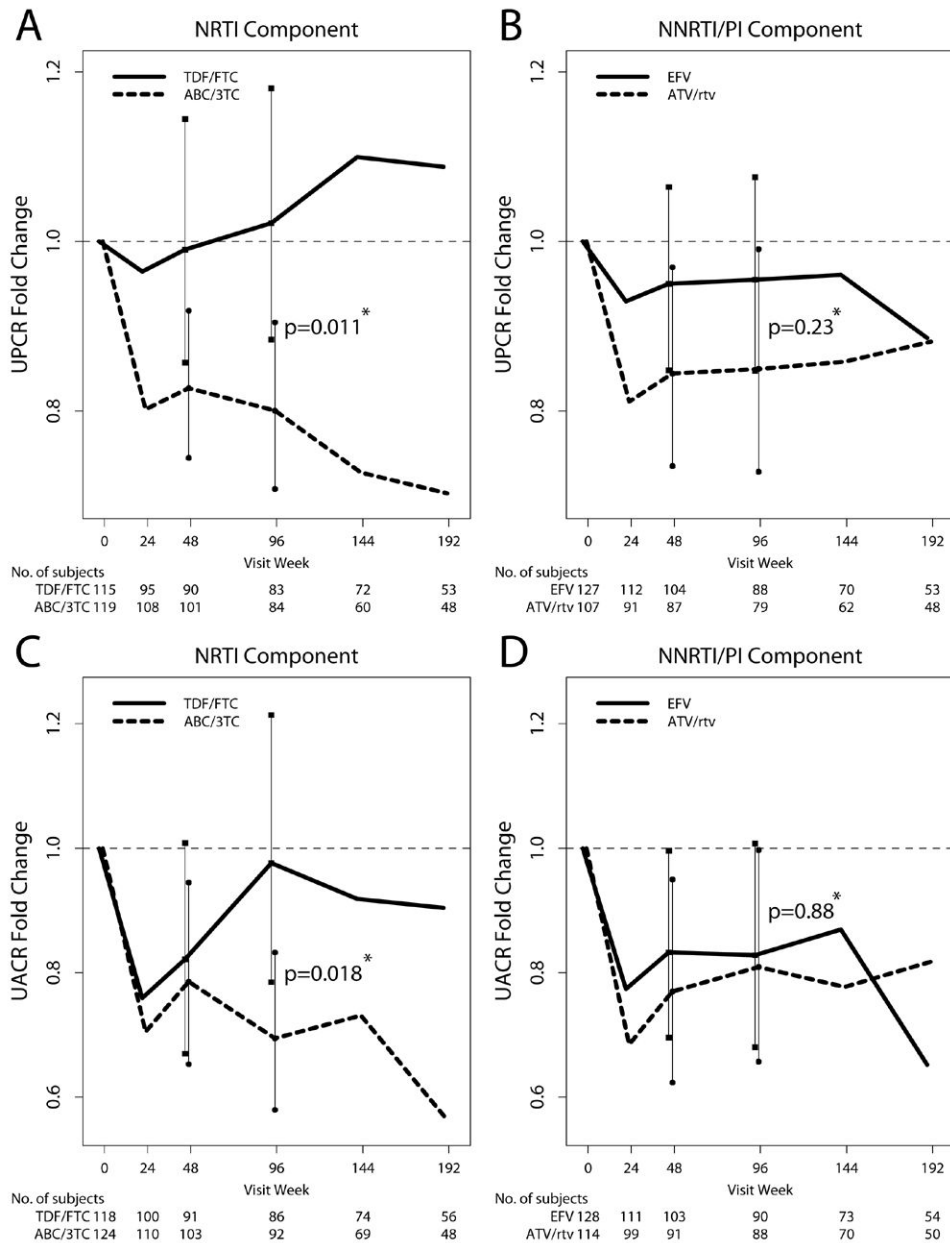 A
NRTI Component
TDF/FTC
ABC/3TC
UPCR Fold Change
1.2
1.0
0.8
p=0.011*
0 24 48 96 144 192
Visit Week
No. of subjects
TDF/FTC 115 95 90 83 72 53
ABC/3TC 119 108 101 84 60 48
B
NNRTI/PI Component
EFV
ATV/rtv
UPCR Fold Change
1.2
1.0
0.8
p=0.23*
0 24 48 96 144 192
Visit Week
No. of subjects
EFV 127 112 104 88 70 53
ATV/rtv 107 91 87 79 62 48
C
NRTI Component
TDF/FTC
ABC/3TC
UACR Fold Change
1.2
1.0
0.8
0.6
p=0.018*
0 24 48 96 144 192
Visit Week
No. of subjects
TDF/FTC 118 100 91 86 74 56
ABC/3TC 124 110 103 92 69 48
D
NNRTI/PI Component
EFV
ATV/rtv
UACR Fold Change
1.2
1.0
0.8
0.6
p=0.88*
0 24 48 96 144 192
Visit Week
No. of subjects
EFV 128 111 103 90 73 54
ATV/rtv 114 99 91 88 70 50